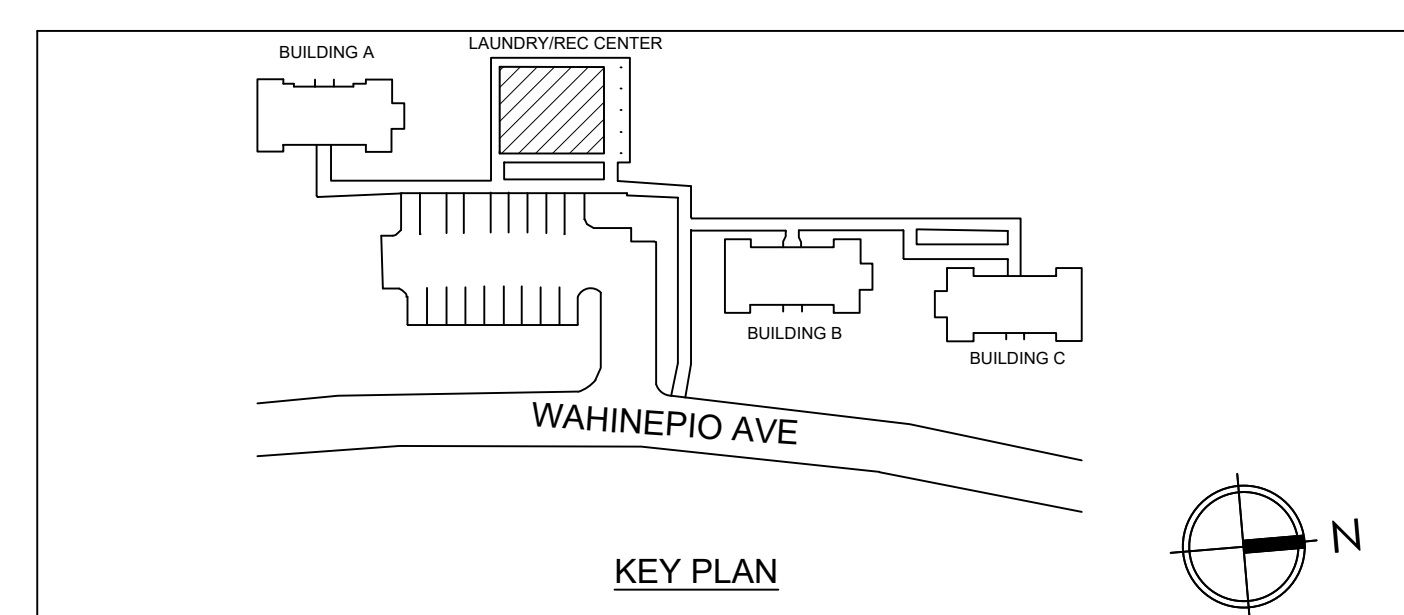 BUILDING A
LAUNDRY/REC CENTER
BUILDING B
BUILDING C
WAHINEPIO AVE
N
KEY PLAN